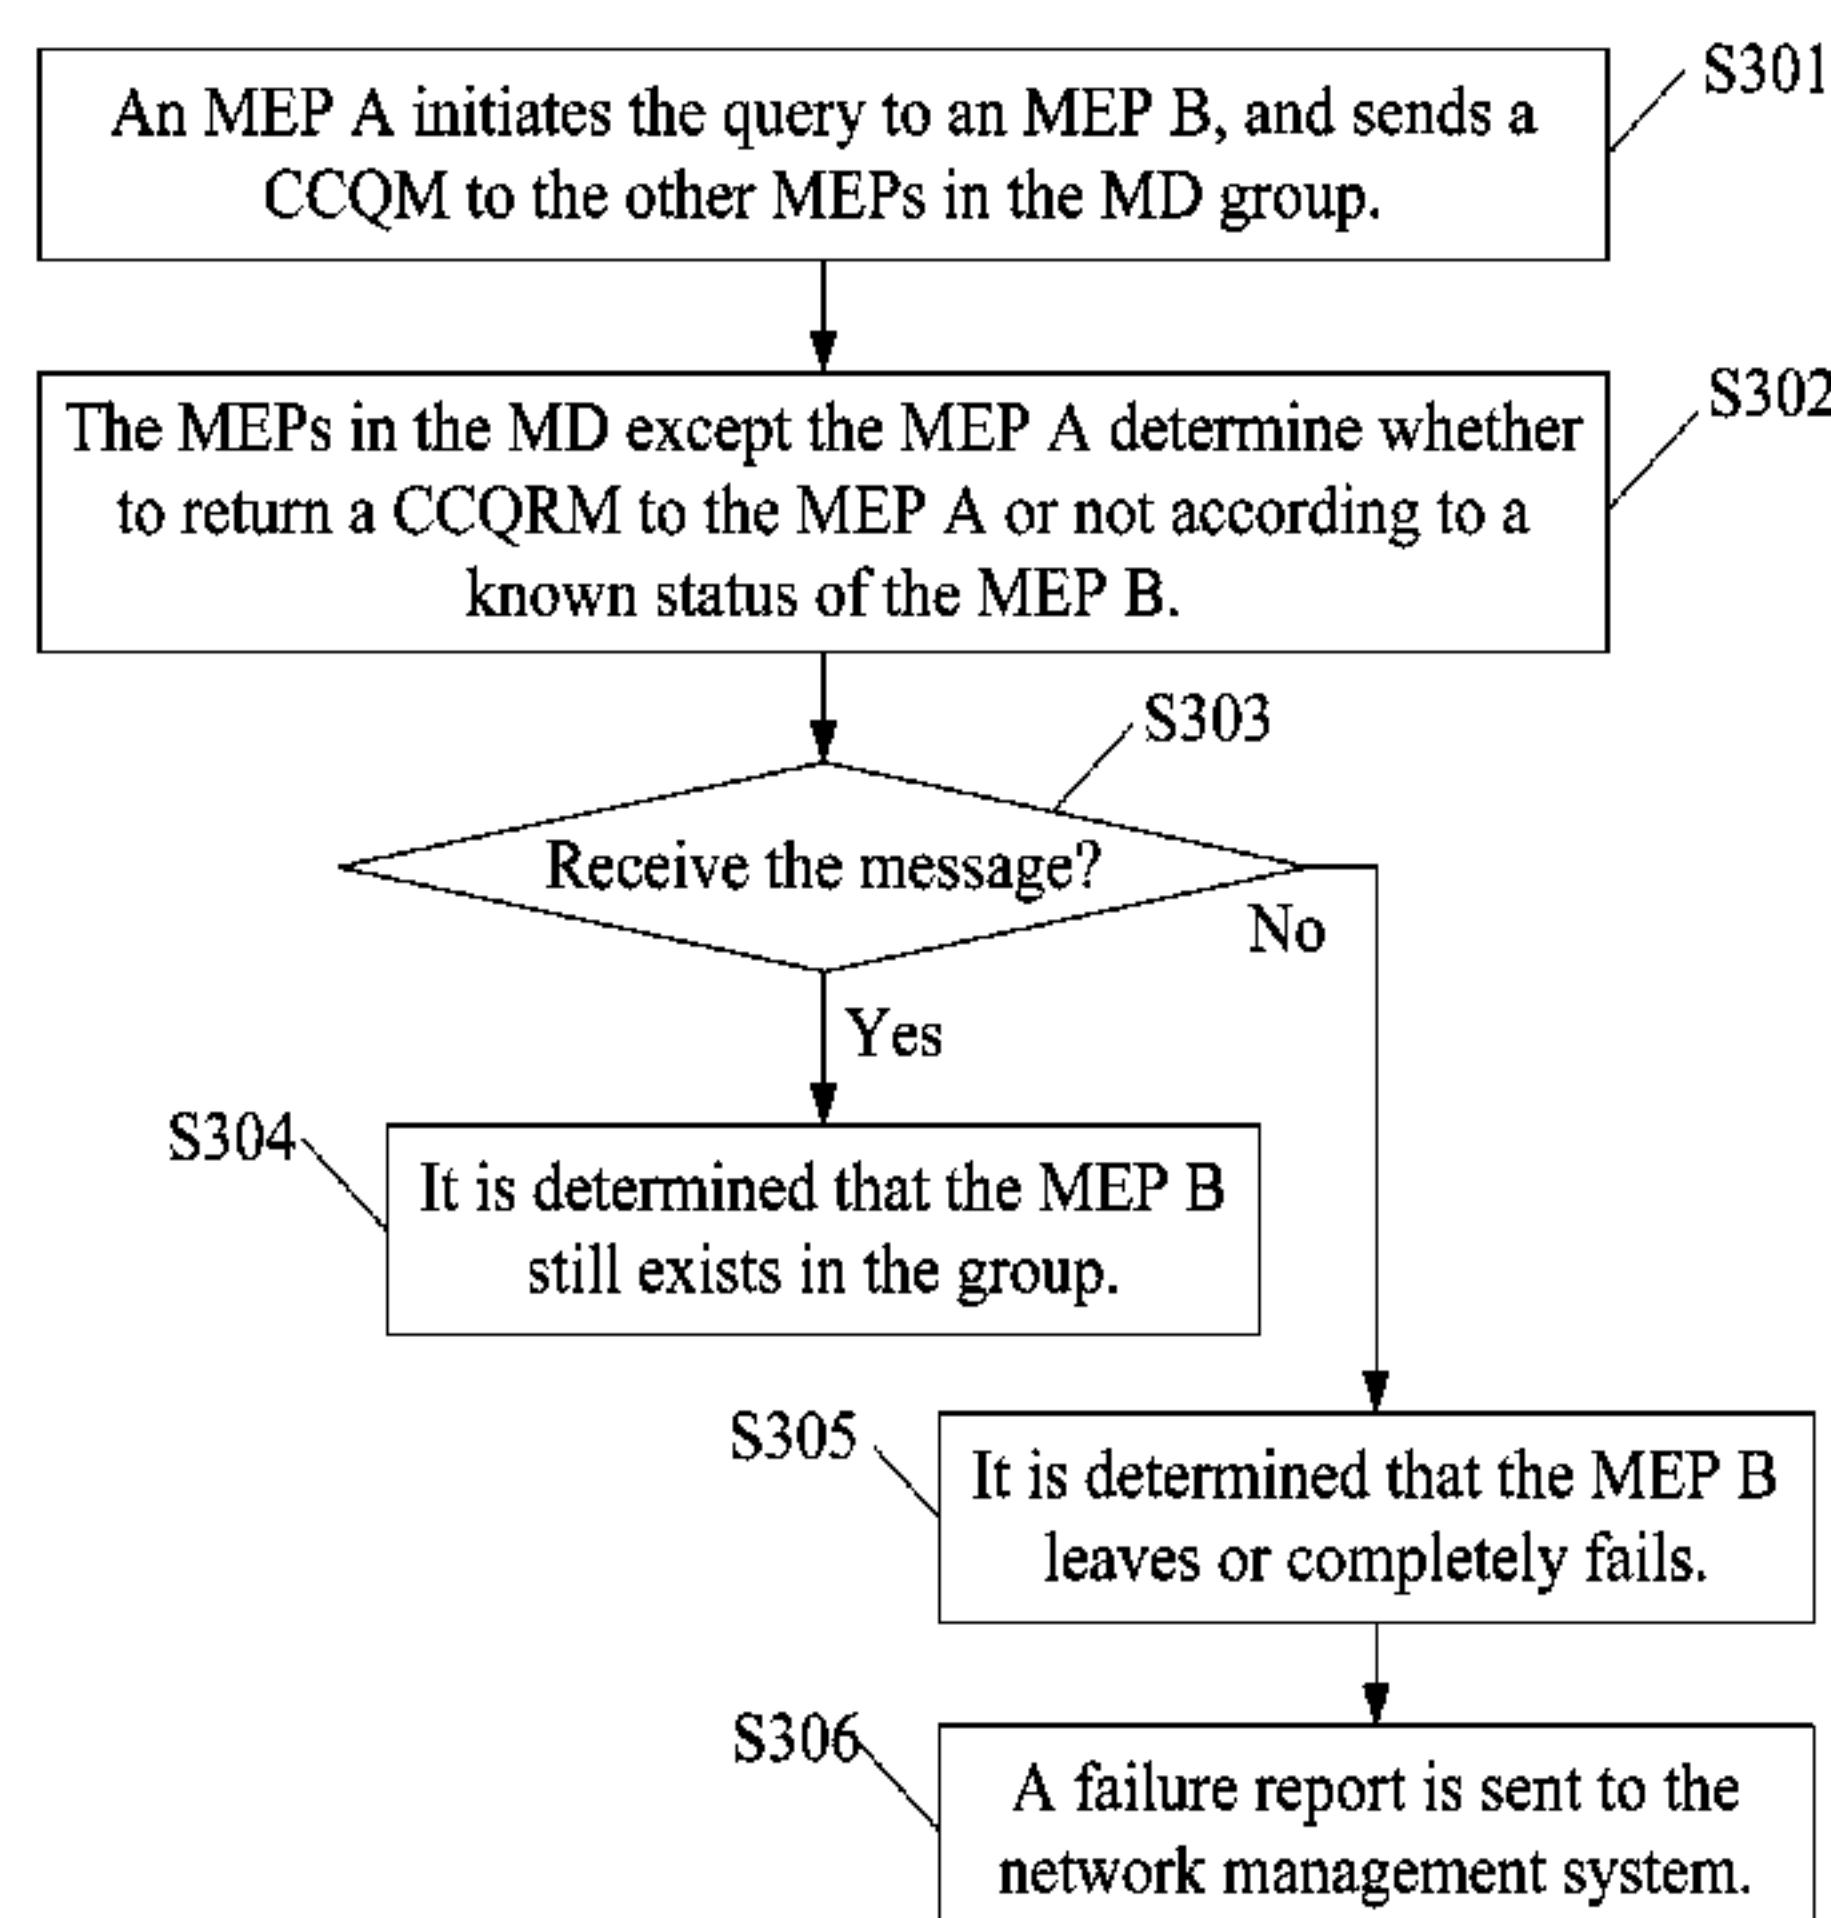 S301
An MEP A initiates the query to an MEP B, and sends a
CCQM to the other MEPs in the MD group.
S302
The MEPs in the MD except the MEP A determine whether
to return a CCQRM to the MEP A or not according to a
known status of the MEP B.
S303
Receive the message?
No
Yes
S304
It is determined that the MEP B
still exists in the group.
S305
It is determined that the MEP B
leaves or completely fails.
S306
A failure report is sent to the
network management system.